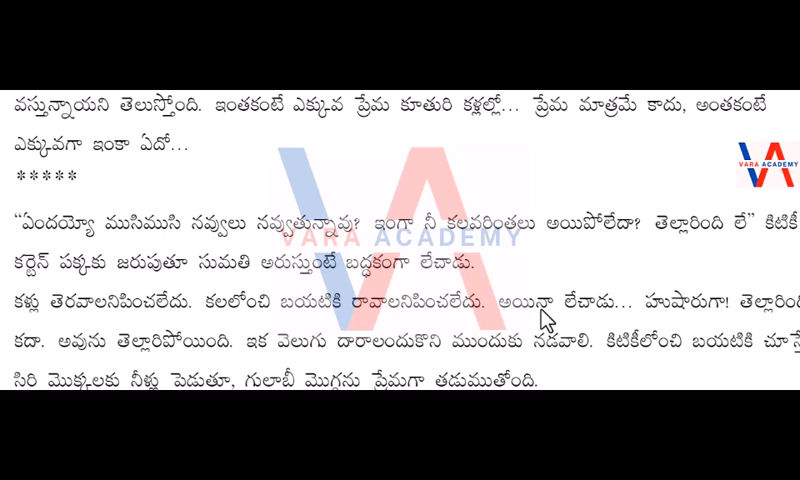 వస్తున్నాయని తెలుస్తోంది. ఇంతకంటే ఎక్కువ ప్రేమ కూతురి కళ్లల్లో... ప్రేమ మాత్రమే కాదు, అంతకంటే
ఎక్కువగా ఇంకా ఏదో...
VARA ACADEMY
*****
“ఏందయ్యో ముసిముసి నవ్వులు నవ్వుతున్నావు? ఇంగా నీ కలవరింతలు అయిపోలేదా? తెల్లారింది లే” కిటికీ
VARA ACADEMY
కర్టెన్ పక్కకు జరుపుతూ సుమతి అరుస్తుంటే బద్ధకంగా లేచాడు.
కళ్లు తెరవాలనిపించలేదు. కలలోంచి బయటికి రావాలనిపించలేదు. అయినా లేచాడు... హుషారుగా! తెల్లారింది
కదా. అవును తెల్లారిపోయింది. ఇక వెలుగు దారాలందుకొని ముందుకు నడవాలి. కిటికీలోంచి బయటికి చూస్తే
సిరి మొక్కలకు నీళ్లు పెడుతూ, గులాబీ మొగ్గను ప్రేమగా తడుముతోంది.